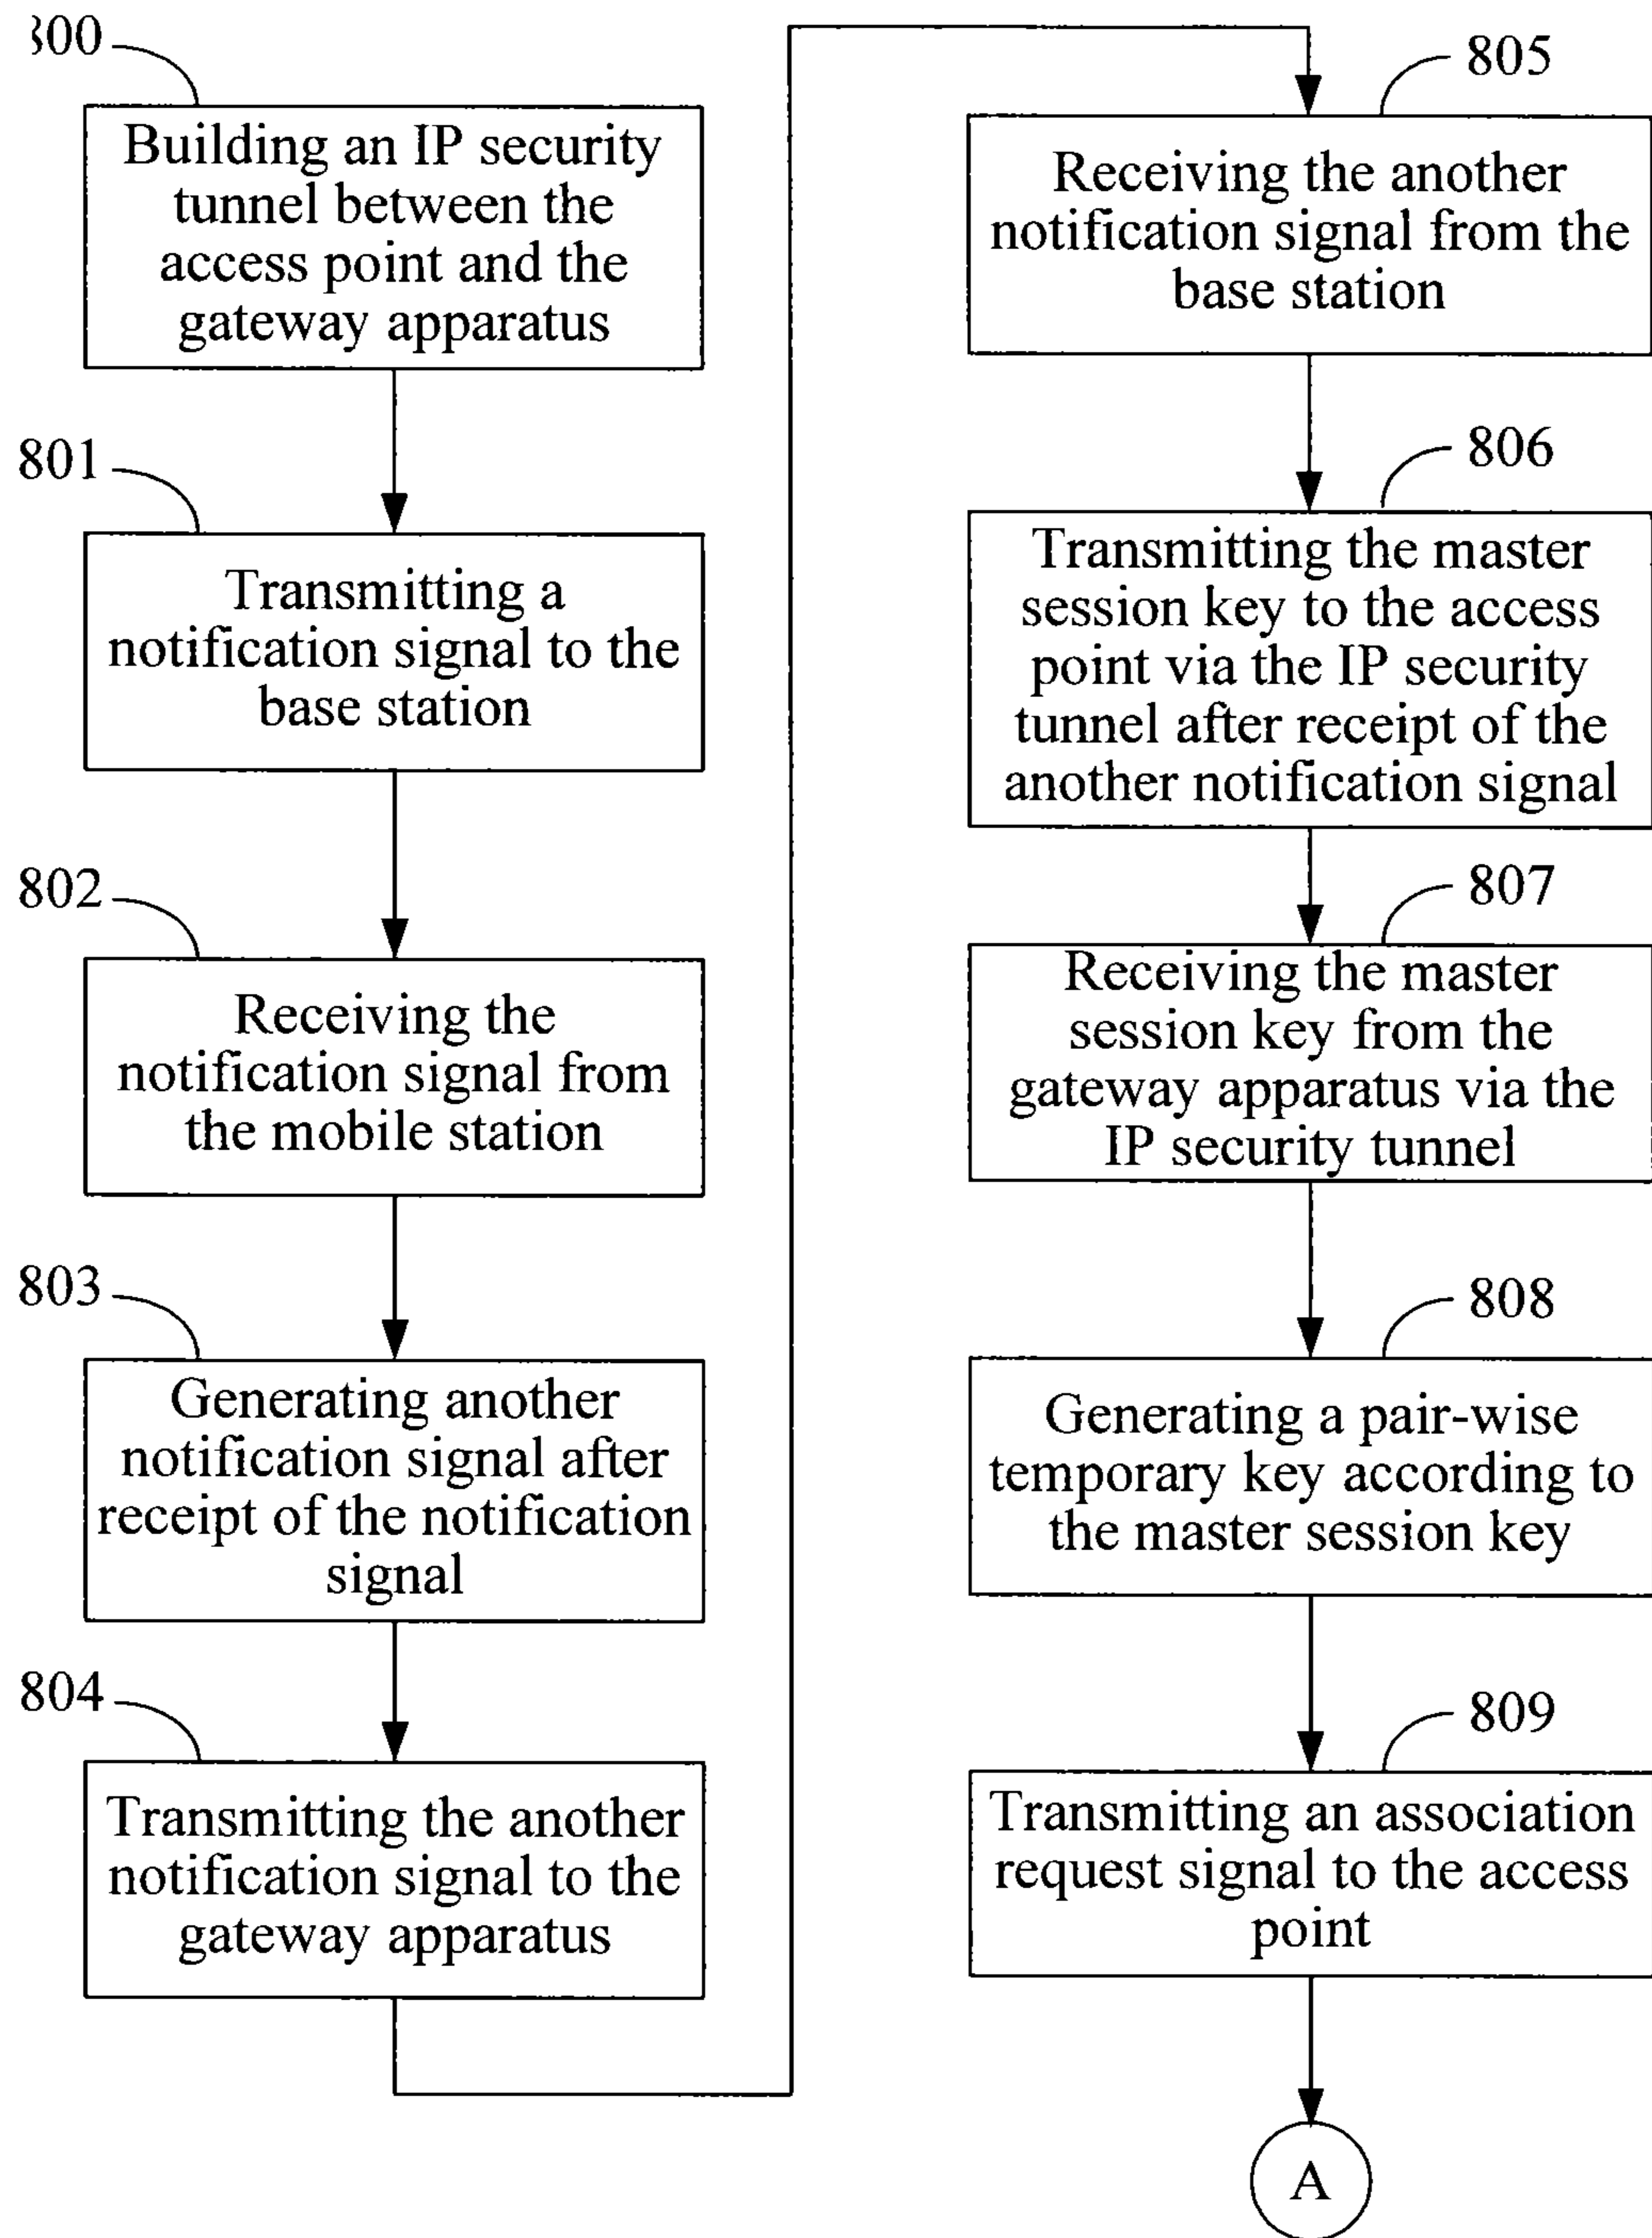 800
Building an IP security
tunnel between the
access point and the
gateway apparatus
801
Transmitting a
notification signal to the
base station
802
Receiving the
notification signal from
the mobile station
803
Generating another
notification signal after
receipt of the notification
signal
804
Transmitting the another
notification signal to the
gateway apparatus
805
Receiving the another
notification signal from the
base station
806
Transmitting the master
session key to the access
point via the IP security
tunnel after receipt of the
another notification signal
807
Receiving the master
session key from the
gateway apparatus via the
IP security tunnel
808
Generating a pair-wise
temporary key according to
the master session key
809
Transmitting an association
request signal to the access
point
A